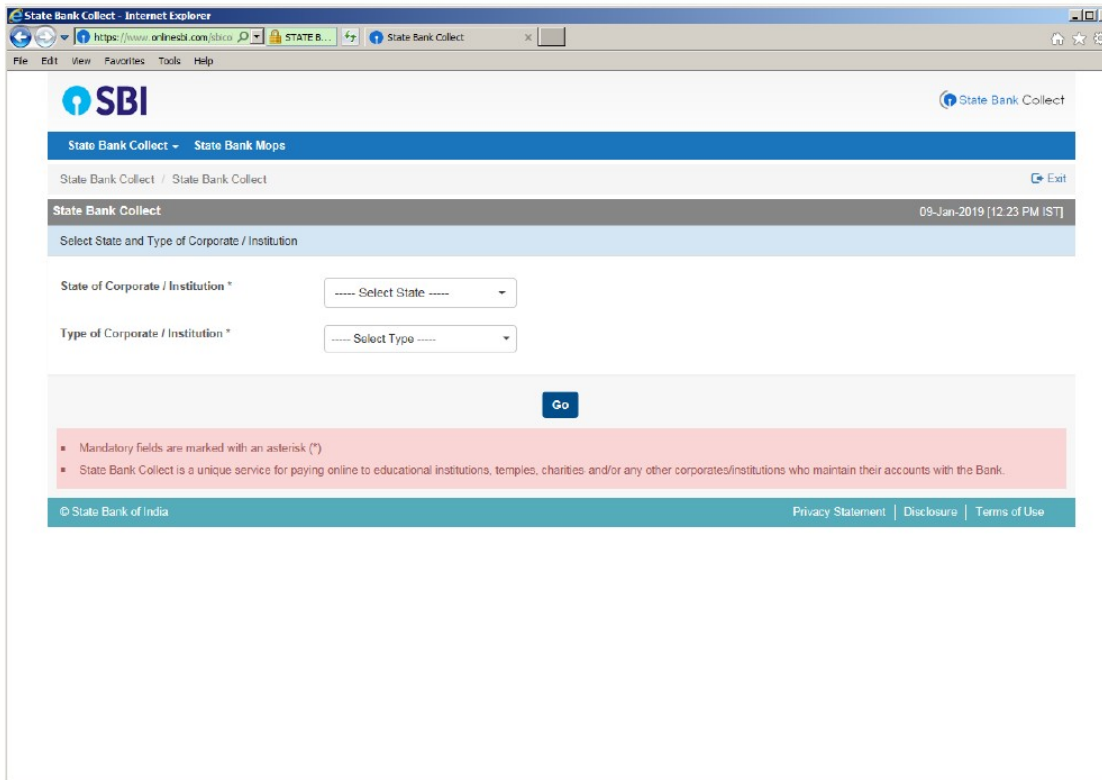 State Bank Collect - Internet Explorer
https://www.onlinesbi.com/sbico STATE B... State Bank Collect
File Edit View Favorites Tools Help
SBI State Bank Collect
State Bank Collect State Bank Mops
State Bank Collect / State Bank Collect Exit
State Bank Collect 09-Jan-2019 [12:23 PM IST]
Select State and Type of Corporate / Institution
State of Corporate / Institution * ----- Select State -----
Type of Corporate / Institution * ----- Select Type -----
Go
Mandatory fields are marked with an asterisk (*)
State Bank Collect is a unique service for paying online to educational institutions, temples, charities and/or any other corporates/institutions who maintain their accounts with the Bank.
© State Bank of India Privacy Statement | Disclosure | Terms of Use